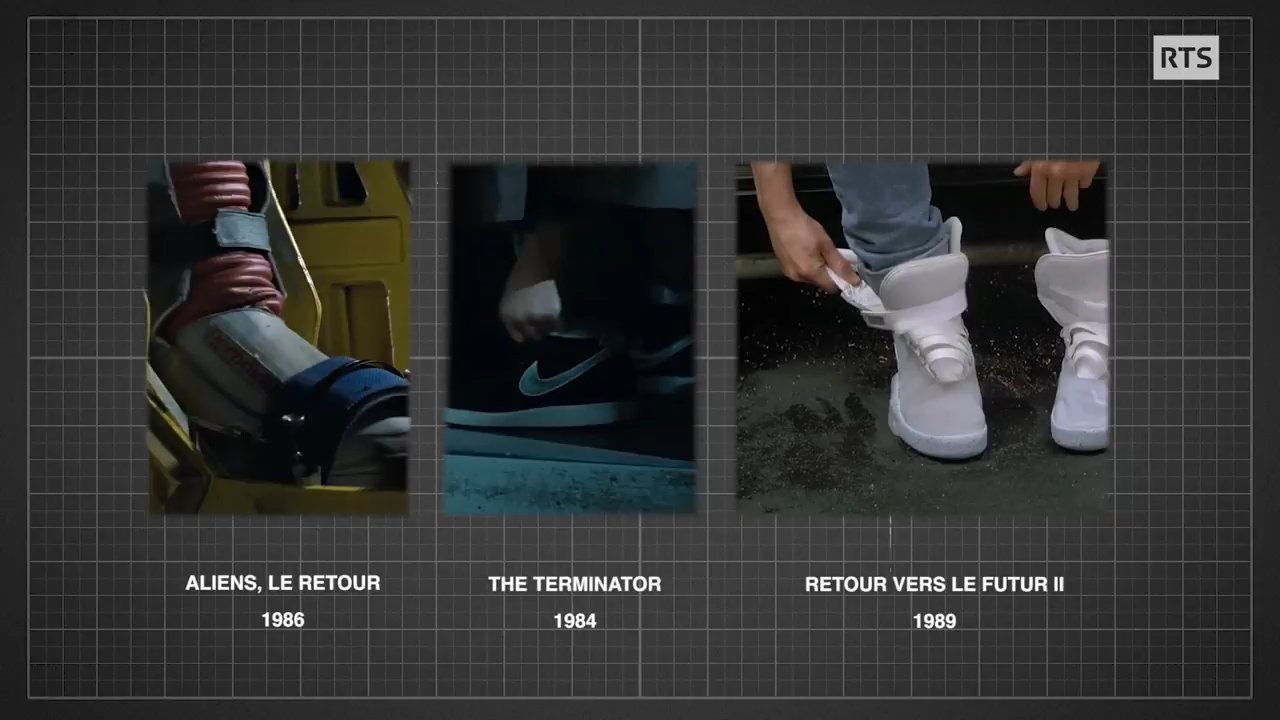 RTS
ALIENS, LE RETOUR
1986
THE TERMINATOR
1984
RETOUR VERS LE FUTUR II
1989